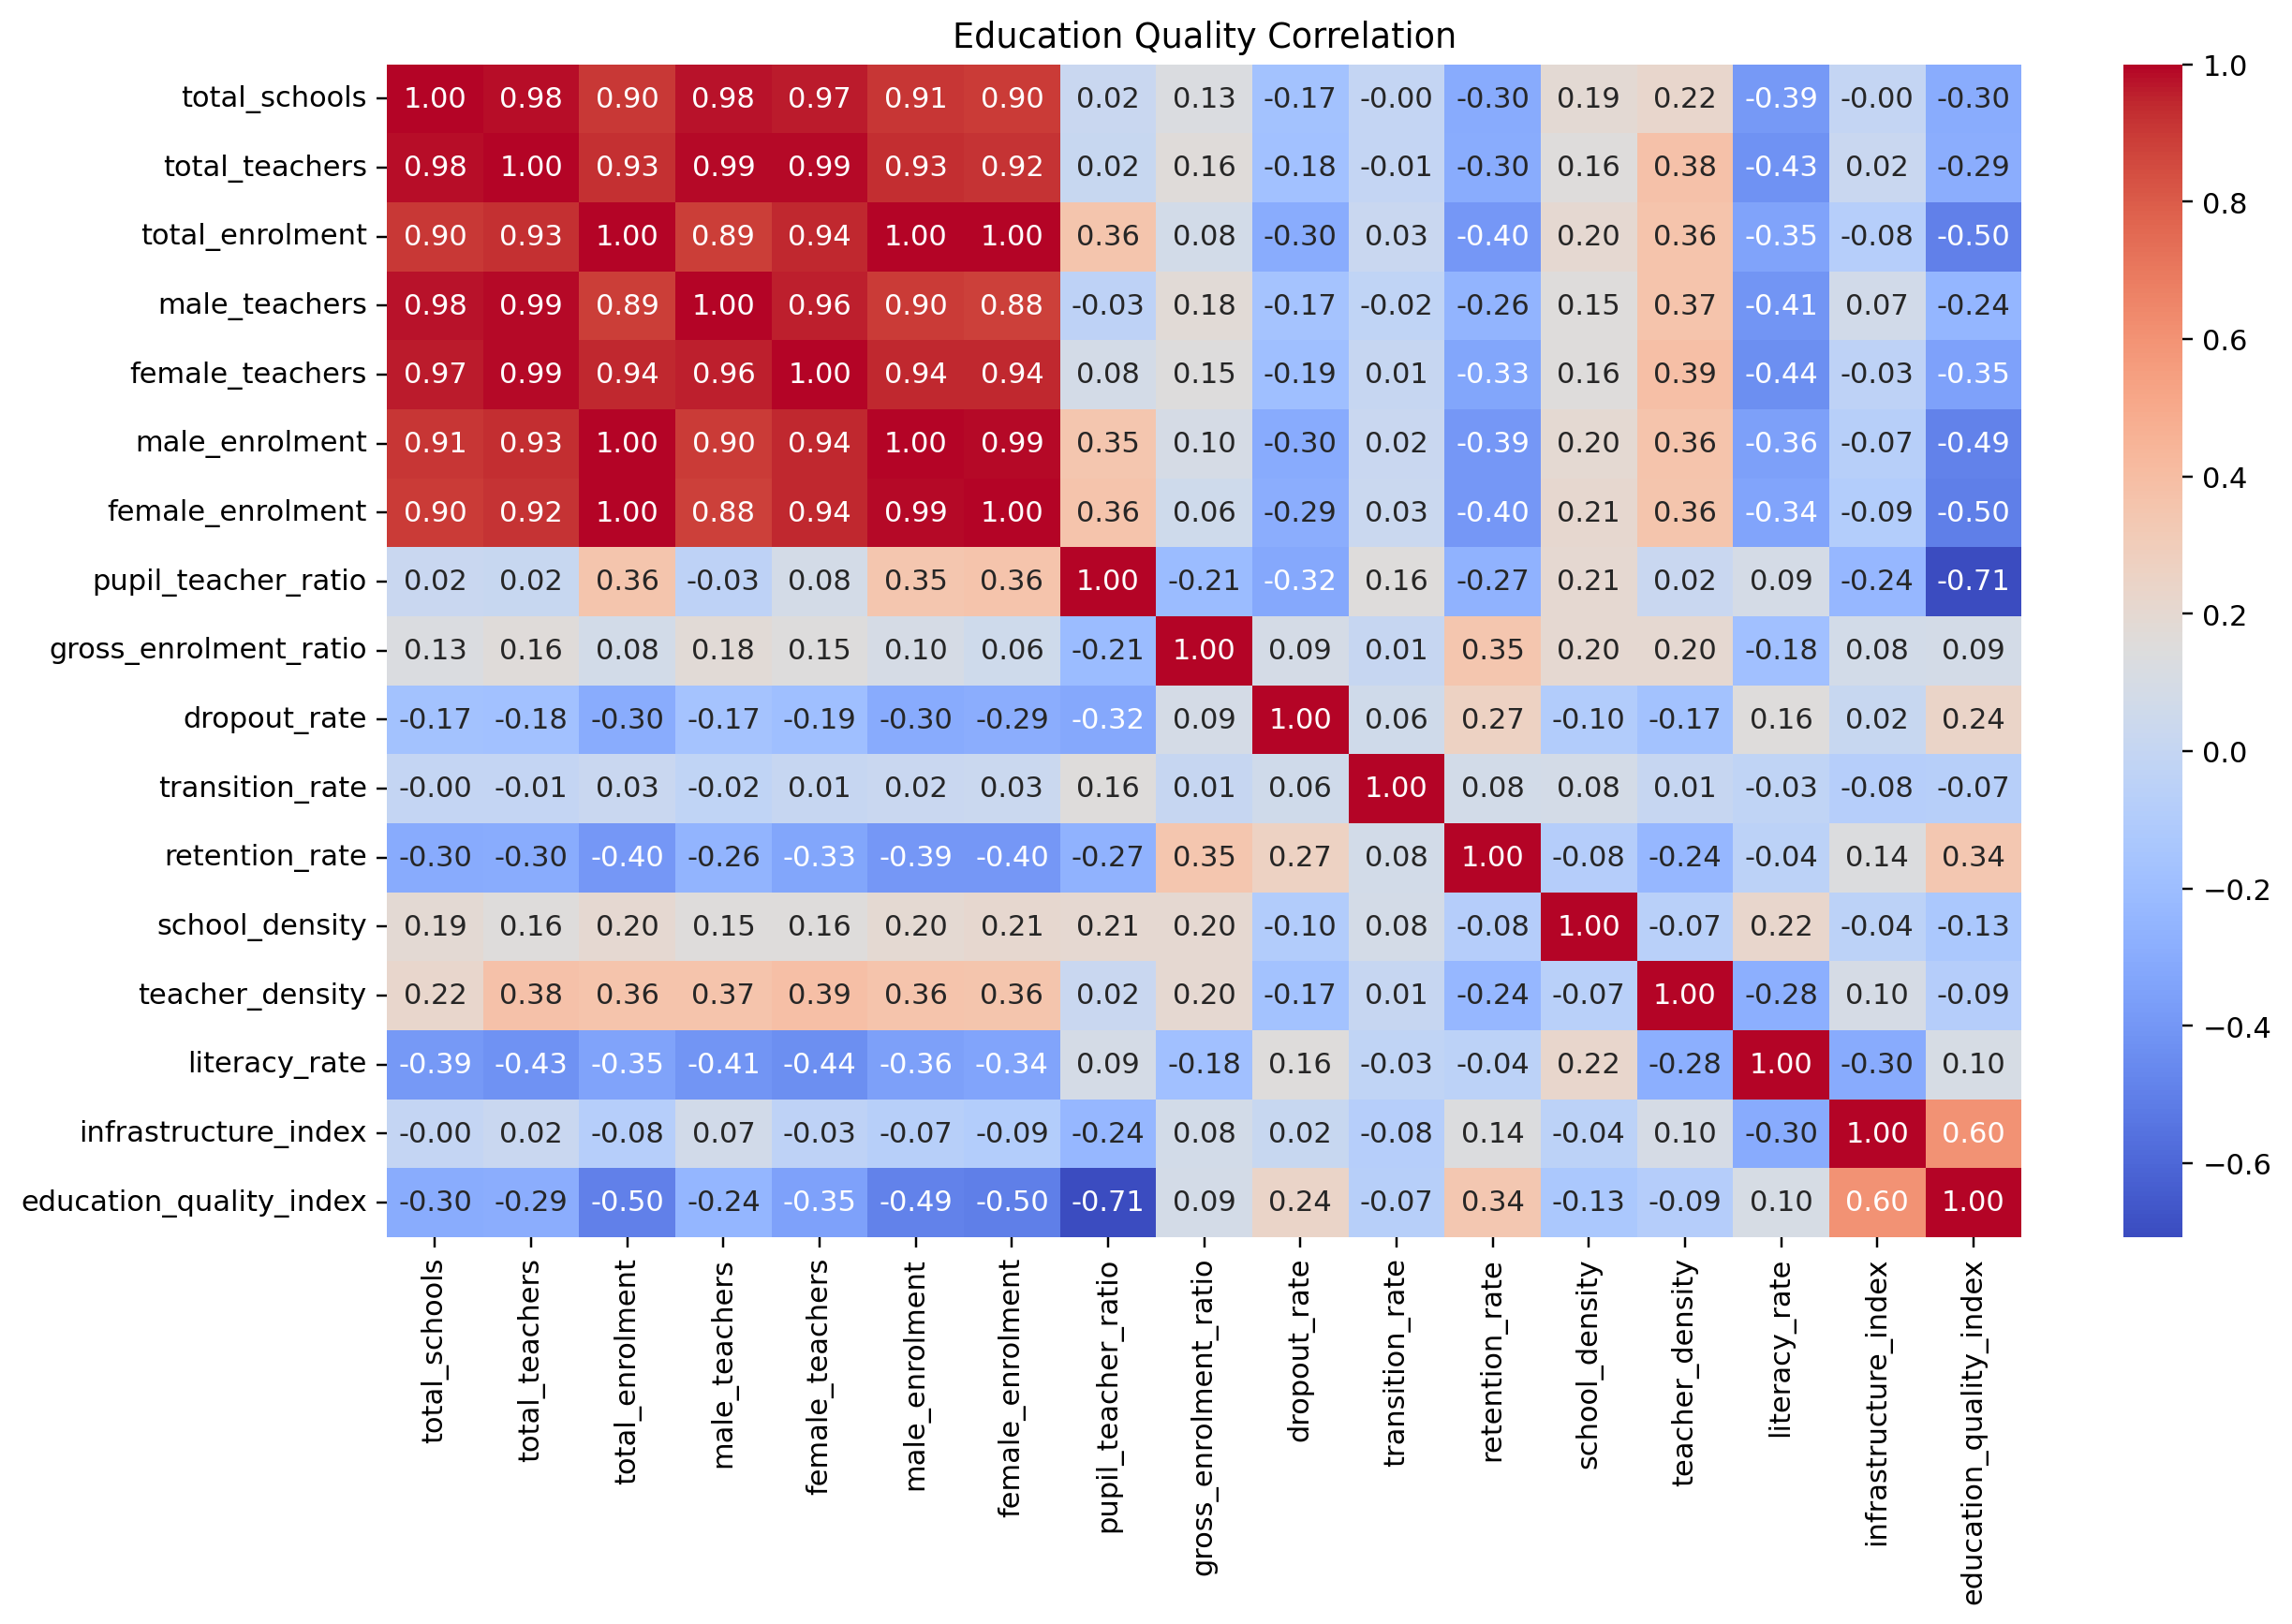 Education Quality Correlation
total_schools 1.00 0.98 0.90 0.98 0.97 0.91 0.90 0.02 0.13 -0.17 -0.00 -0.30 0.19 0.22 -0.39 -0.00 -0.30
total_teachers 0.98 1.00 0.93 0.99 0.99 0.93 0.92 0.02 0.16 -0.18 -0.01 -0.30 0.16 0.38 -0.43 0.02 -0.29
total_enrolment 0.90 0.93 1.00 0.89 0.94 1.00 1.00 0.36 0.08 -0.30 0.03 -0.40 0.20 0.36 -0.35 -0.08 -0.50
male_teachers 0.98 0.99 0.89 1.00 0.96 0.90 0.88 -0.03 0.18 -0.17 -0.02 -0.26 0.15 0.37 -0.41 0.07 -0.24
female_teachers 0.97 0.99 0.94 0.96 1.00 0.94 0.94 0.08 0.15 -0.19 0.01 -0.33 0.16 0.39 -0.44 -0.03 -0.35
male_enrolment 0.91 0.93 1.00 0.90 0.94 1.00 0.99 0.35 0.10 -0.30 0.02 -0.39 0.20 0.36 -0.36 -0.07 -0.49
female_enrolment 0.90 0.92 1.00 0.88 0.94 0.99 1.00 0.36 0.06 -0.29 0.03 -0.40 0.21 0.36 -0.34 -0.09 -0.50
pupil_teacher_ratio 0.02 0.02 0.36 -0.03 0.08 0.35 0.36 1.00 -0.21 -0.32 0.16 -0.27 0.21 0.02 0.09 -0.24 -0.71
gross_enrolment_ratio 0.13 0.16 0.08 0.18 0.15 0.10 0.06 -0.21 1.00 0.09 0.01 0.35 0.20 0.20 -0.18 0.08 0.09
dropout_rate -0.17 -0.18 -0.30 -0.17 -0.19 -0.30 -0.29 -0.32 0.09 1.00 0.06 0.27 -0.10 -0.17 0.16 0.02 0.24
transition_rate -0.00 -0.01 0.03 -0.02 0.01 0.02 0.03 0.16 0.01 0.06 1.00 0.08 0.08 0.01 -0.03 -0.08 -0.07
retention_rate -0.30 -0.30 -0.40 -0.26 -0.33 -0.39 -0.40 -0.27 0.35 0.27 0.08 1.00 -0.08 -0.24 -0.04 0.14 0.34
school_density 0.19 0.16 0.20 0.15 0.16 0.20 0.21 0.21 0.20 -0.10 0.08 -0.08 1.00 -0.07 0.22 -0.04 -0.13
teacher_density 0.22 0.38 0.36 0.37 0.39 0.36 0.36 0.02 0.20 -0.17 0.01 -0.24 -0.07 1.00 -0.28 0.10 -0.09
literacy_rate -0.39 -0.43 -0.35 -0.41 -0.44 -0.36 -0.34 0.09 -0.18 0.16 -0.03 -0.04 0.22 -0.28 1.00 -0.30 0.10
infrastructure_index -0.00 0.02 -0.08 0.07 -0.03 -0.07 -0.09 -0.24 0.08 0.02 -0.08 0.14 -0.04 0.10 -0.30 1.00 0.60
education_quality_index -0.30 -0.29 -0.50 -0.24 -0.35 -0.49 -0.50 -0.71 0.09 0.24 -0.07 0.34 -0.13 -0.09 0.10 0.60 1.00
total_schools
total_teachers
total_enrolment
male_teachers
female_teachers
male_enrolment
female_enrolment
pupil_teacher_ratio
gross_enrolment_ratio
dropout_rate
transition_rate
retention_rate
school_density
teacher_density
literacy_rate
infrastructure_index
education_quality_index
1.0
0.8
0.6
0.4
0.2
0.0
−0.2
−0.4
−0.6